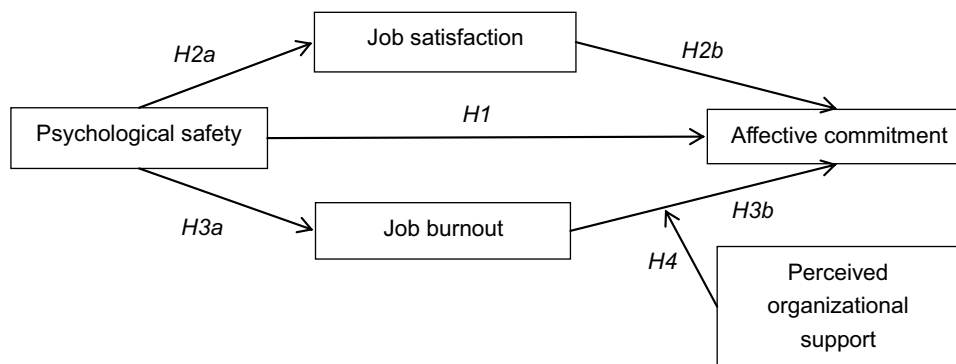 Job satisfaction
H2a
H2b
H1
Psychological safety
Affective commitment
H3a
Job burnout
H3b
H4
Perceived
organizational
support